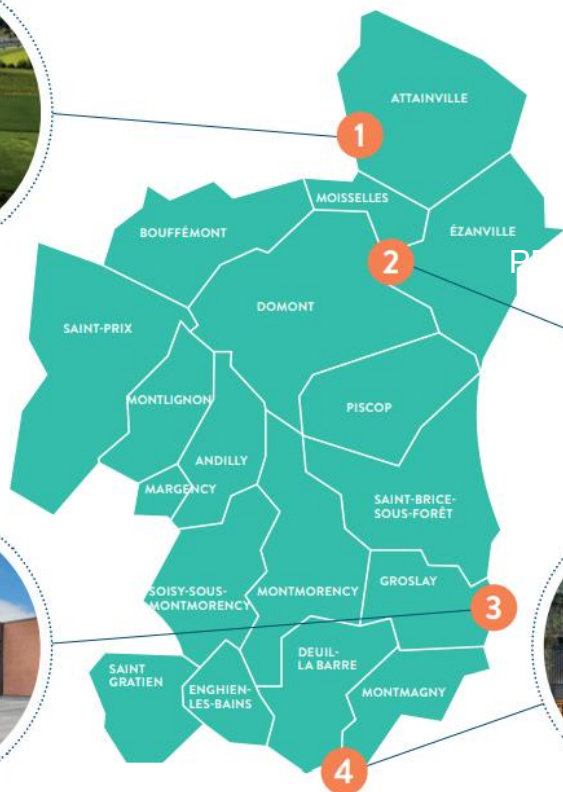 ATTAINVILLE
1
MOISSELLES
BOUFFÉMONT
ÉZANVILLE
2
DOMONT
SAINT-PRIX
MONTLIGNON
PISCOP
ANDILLY
MARGENCY
SAINT-BRICE-
SOUS-FORÊT
GROSLAY
SOISY-SOUS-
MONTMORENCY
MONTMORENCY
3
DEUIL-
LA BARRE
SAINT
GRATIEN
ENGHIEN-
LES-BAINS
MONTMAGNY
4